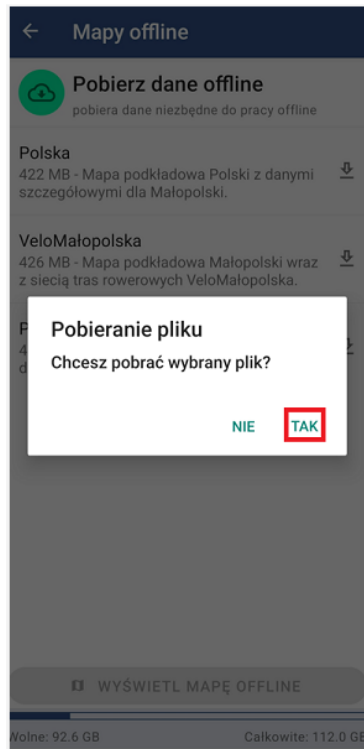 Mapy offline
Pobierz dane offline
pobiera dane niezbędne do pracy offline
Polska
422 MB - Mapa podkładowa Polski z danymi
szczegółowymi dla Małopolski.
VeloMałopolska
426 MB - Mapa podkładowa Małopolski wraz
z siecią tras rowerowych VeloMałopolska.
Pobieranie pliku
Chcesz pobrać wybrany plik?
NIE TAK
WYŚWIETL MAPĘ OFFLINE
Wolne: 92.6 GB Całkowite: 112.0 GB